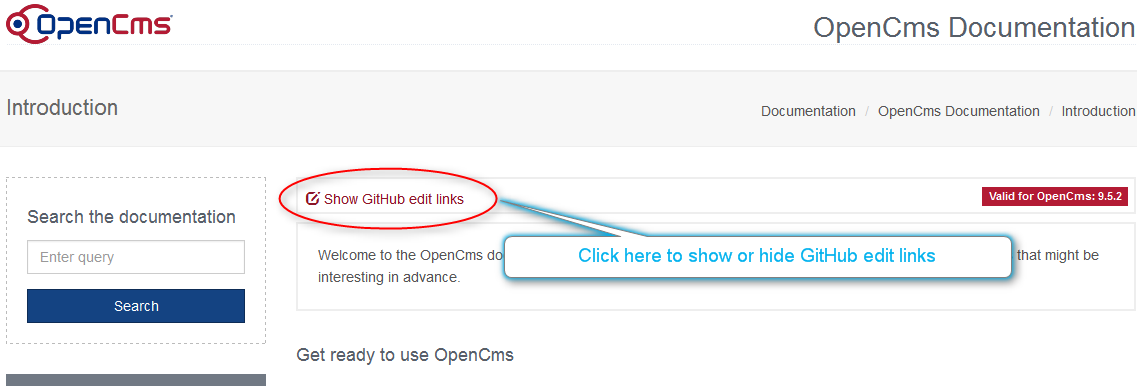 OpenCms
OpenCms Documentation
Introduction
Documentation / OpenCms Documentation / Introduction
Show GitHub edit links
Valid for OpenCms: 9.5.2
Search the documentation
Enter query
Search
Click here to show or hide GitHub edit links
Welcome to the OpenCms do that might be
interesting in advance.
Get ready to use OpenCms